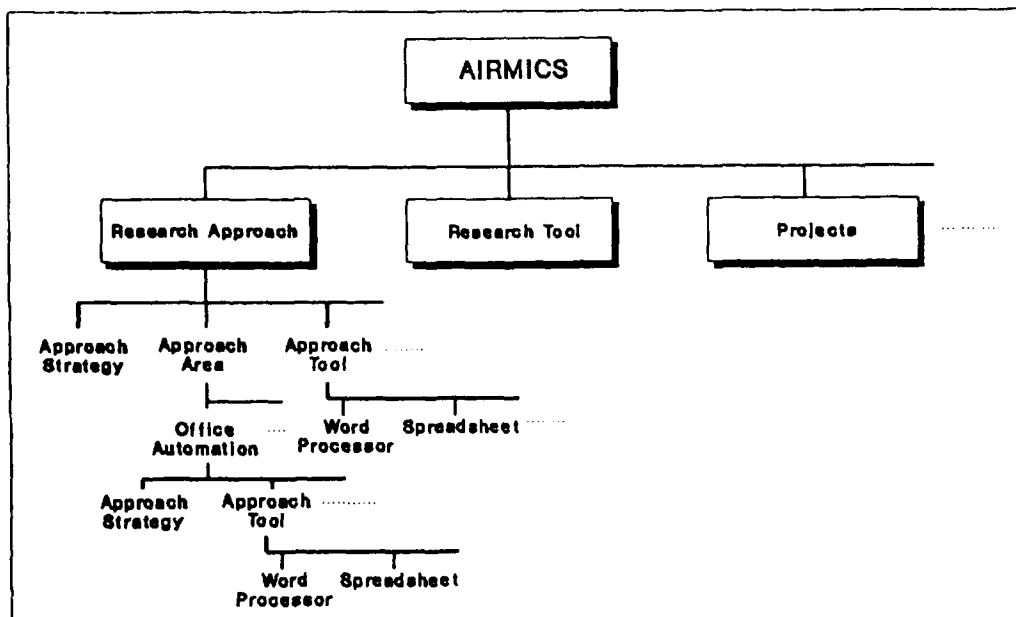 AIRMICS
Research Approach
Research Tool
Projects
Approach
Strategy
Approach
Area
Approach
Tool
Office
Automation
Word
Processor
Spreadsheet
Approach
Strategy
Approach
Tool
Word
Processor
Spreadsheet